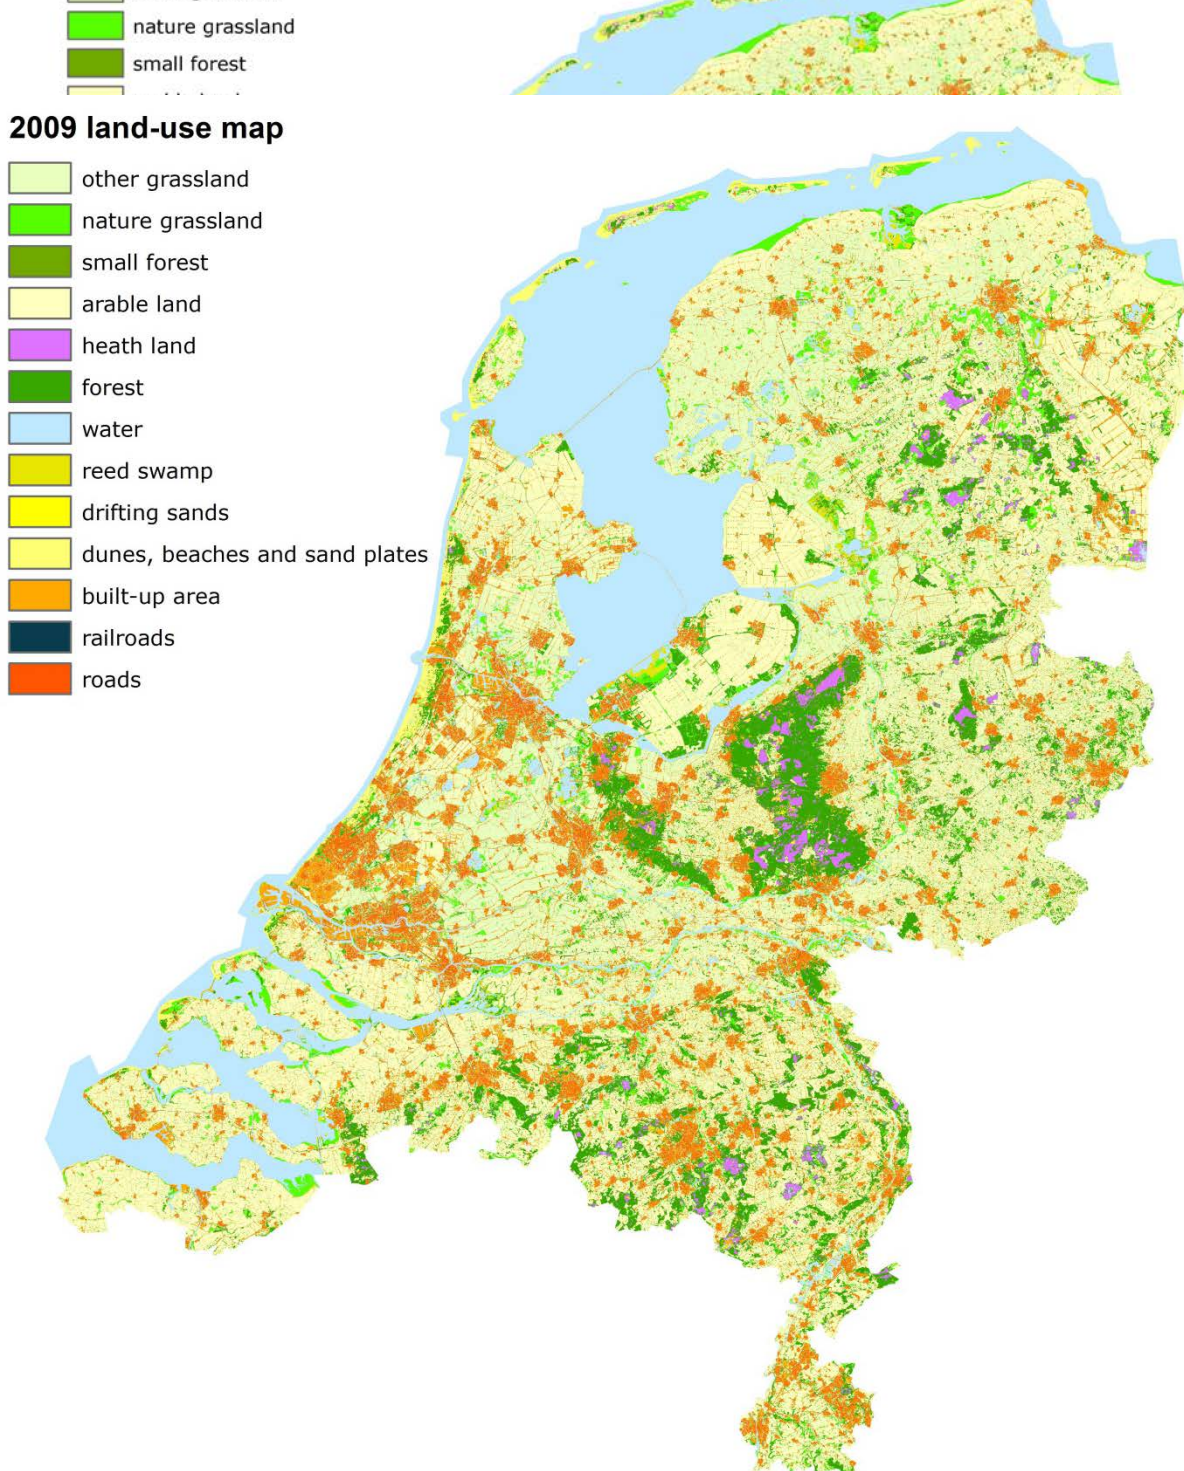 nature grassland
small forest
2009 land-use map
other grassland
nature grassland
small forest
arable land
heath land
forest
water
reed swamp
drifting sands
dunes, beaches and sand plates
built-up area
railroads
roads